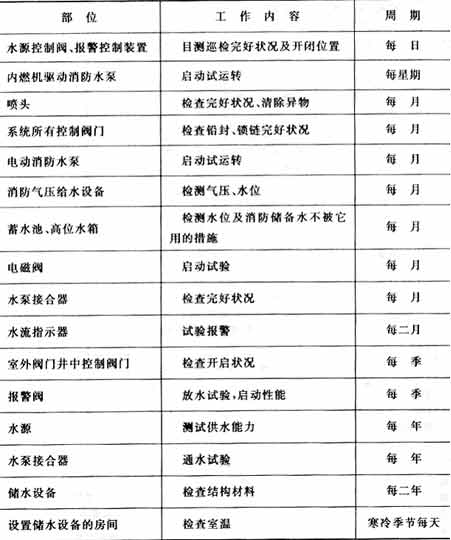 部位 工作内容 周期
水源控制阀、报警控制装置 目测巡检完好状况及开闭位置 每日
内燃机驱动消防水泵 启动试运转 每星期
喷头 检查完好状况、清除异物 每月
系统所有控制阀门 检查铅封、锁链完好状况 每月
电动消防水泵 启动试运转 每月
消防气压给水设备 检测气压、水位 每月
蓄水池、高位水箱 检测水位及消防储备水不被它
用的措施 每月
电磁阀 启动试验 每月
水泵接合器 检查完好状况 每月
水流指示器 试验报警 每二月
室外阀门井中控制阀门 检查开启状况 每季
报警阀 放水试验,启动性能 每季
水源 测试供水能力 每年
水泵接合器 通水试验 每年
储水设备 检查结构材料 每二年
设置储水设备的房间 检查室温 寒冷季节每天